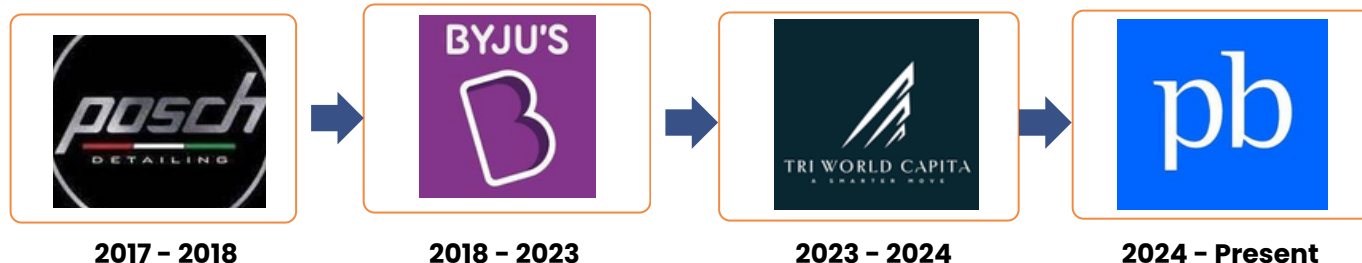 posch
DETAILING
2017 – 2018
BYJU'S
B
2018 – 2023
TRI WORLD CAPITA
A SMARTER MOVE
2023 – 2024
pb
2024 – Present